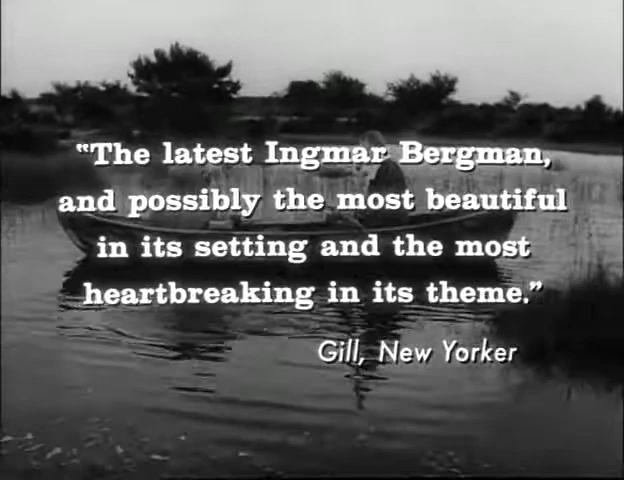 "The latest Ingmar Bergman,
and possibly the most beautiful
in its setting and the most
heartbreaking in its theme."
Gill, New Yorker